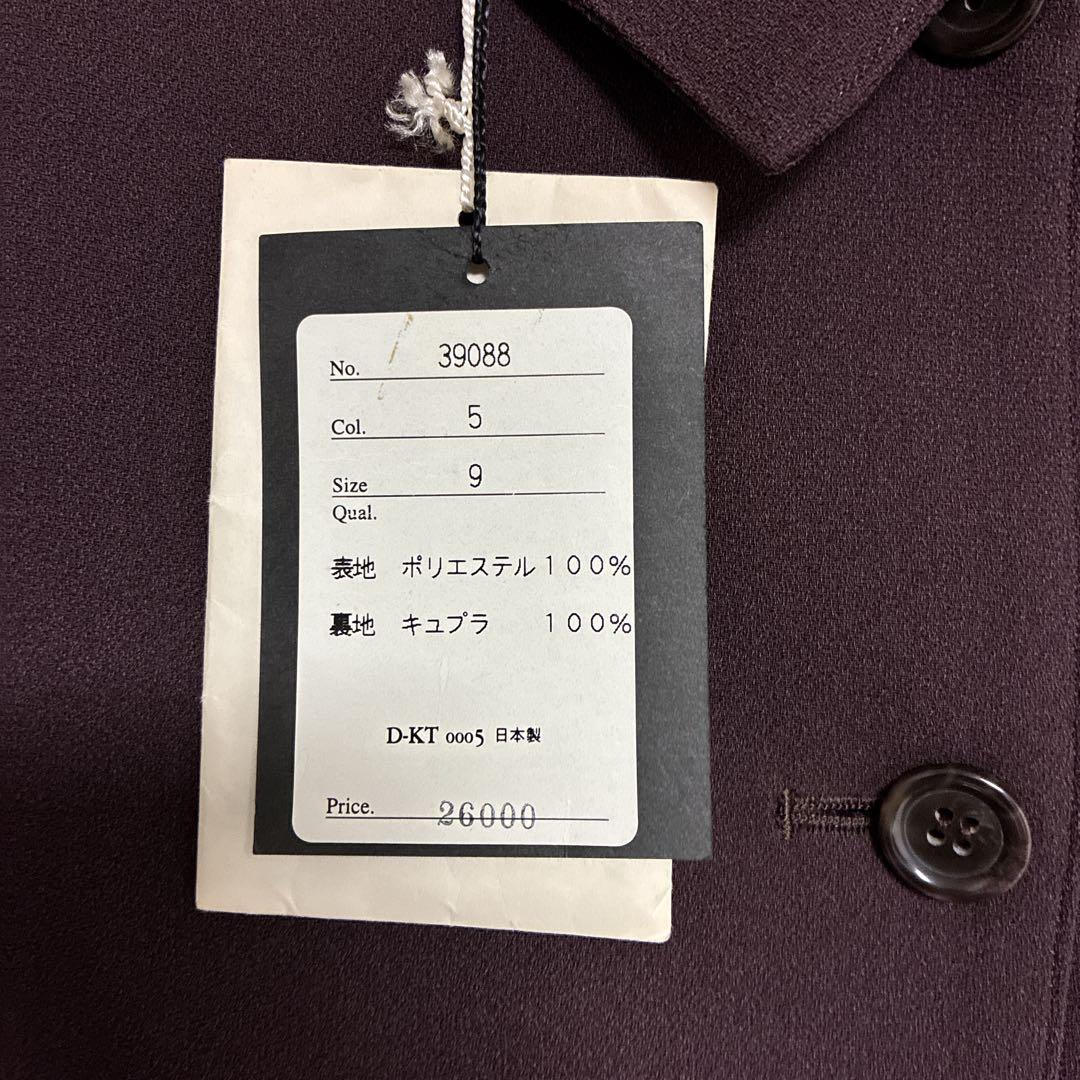 No. 39088
Col. 5
Size 9
Qual.
表地 ポリエステル100%
裏地 キュプラ 100%
D-KT 0005 日本製
Price. 26000